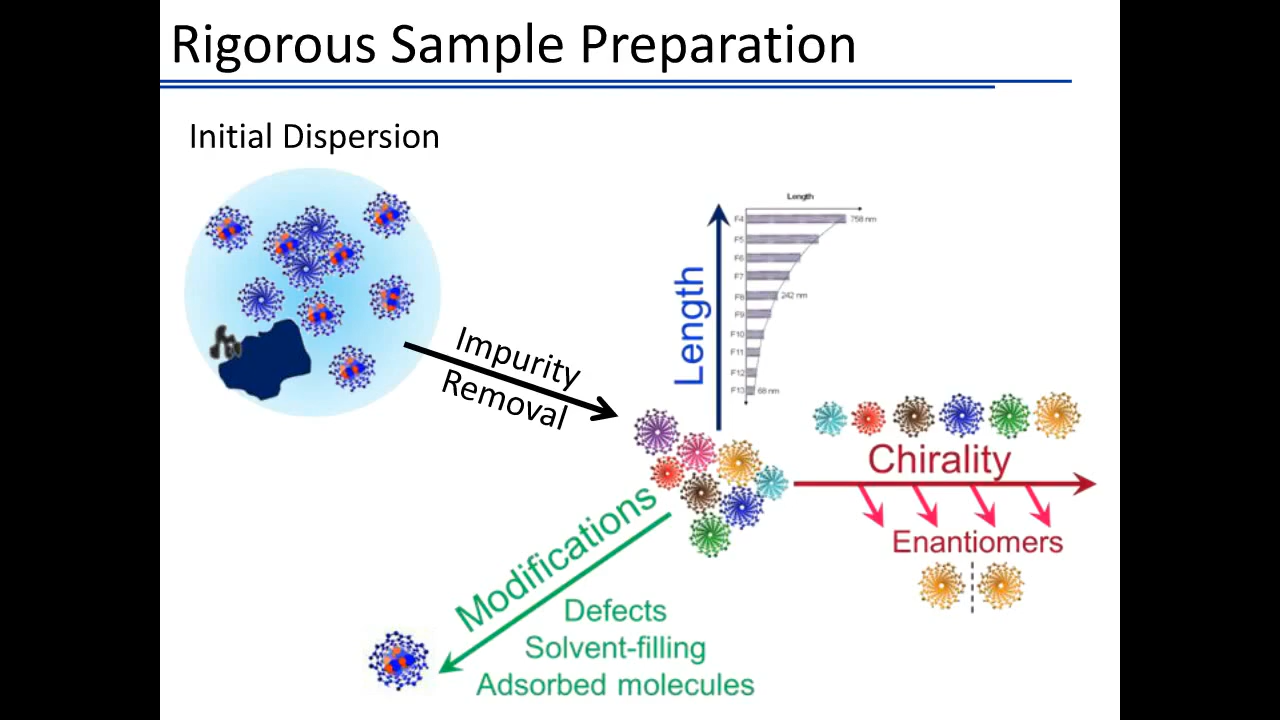 Rigorous Sample Preparation
Initial Dispersion
Impurity
Removal
Length
Length
F4
758 nm
F5
F6
F7
F8
242 nm
F9
F10
F11
F12
F13
68 nm
Chirality
Enantiomers
Modifications
Defects
Solvent-filling
Adsorbed molecules